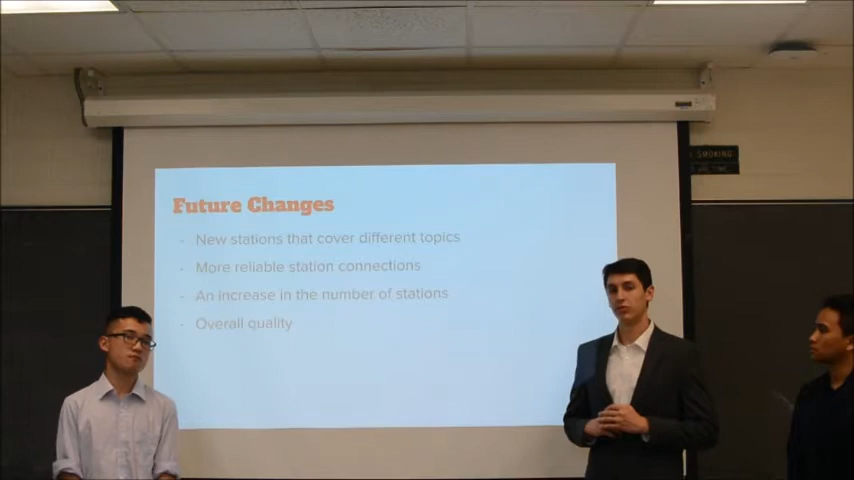 Future Changes
- New stations that cover different topics
- More reliable station connections
- An increase in the number of stations
- Overall quality
SMOKING